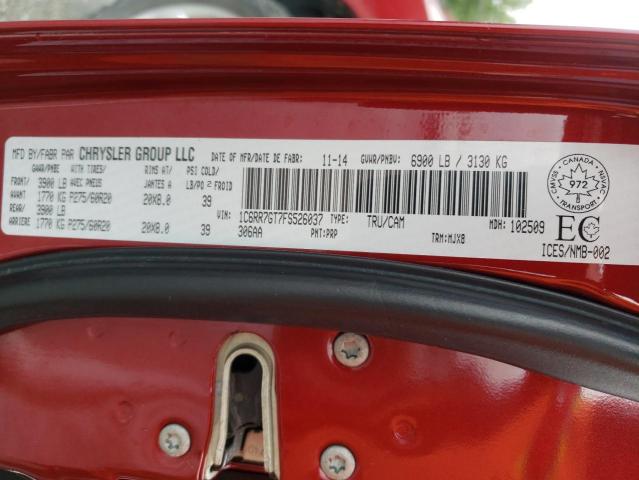 MFD BY/FABR PAR CHRYSLER GROUP LLC DATE OF MFR/DATE DE FABR: 11-14 GVWR/PNBV: 6900 LB / 3130 KG
GAWR/PNBE WITH TIRES/ RIMS AT/ PSI COLD/
FRONT/ 3900 LB AVEC PNEUS JANTES A LB/PO 2 FROID
AVANT 1770 KG P275/60R20 20X8.0 39
REAR/ 3900 LB
ARRIERE 1770 KG P275/60R20 20X8.0 39
VIN: 1C6RR7GT7FS526037 TYPE: TRU/CAM MDH: 102509
306AA PNT: PRP TRM: MJX8
CMVSS CANADA NSVAC
972
TRANSPORT
EC
ICES/NMB-002